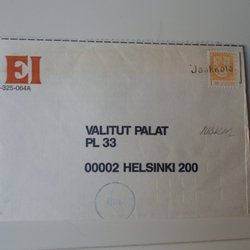 EI
-325-064A
VALITUT PALAT
PL 33
00002 HELSINKI 200